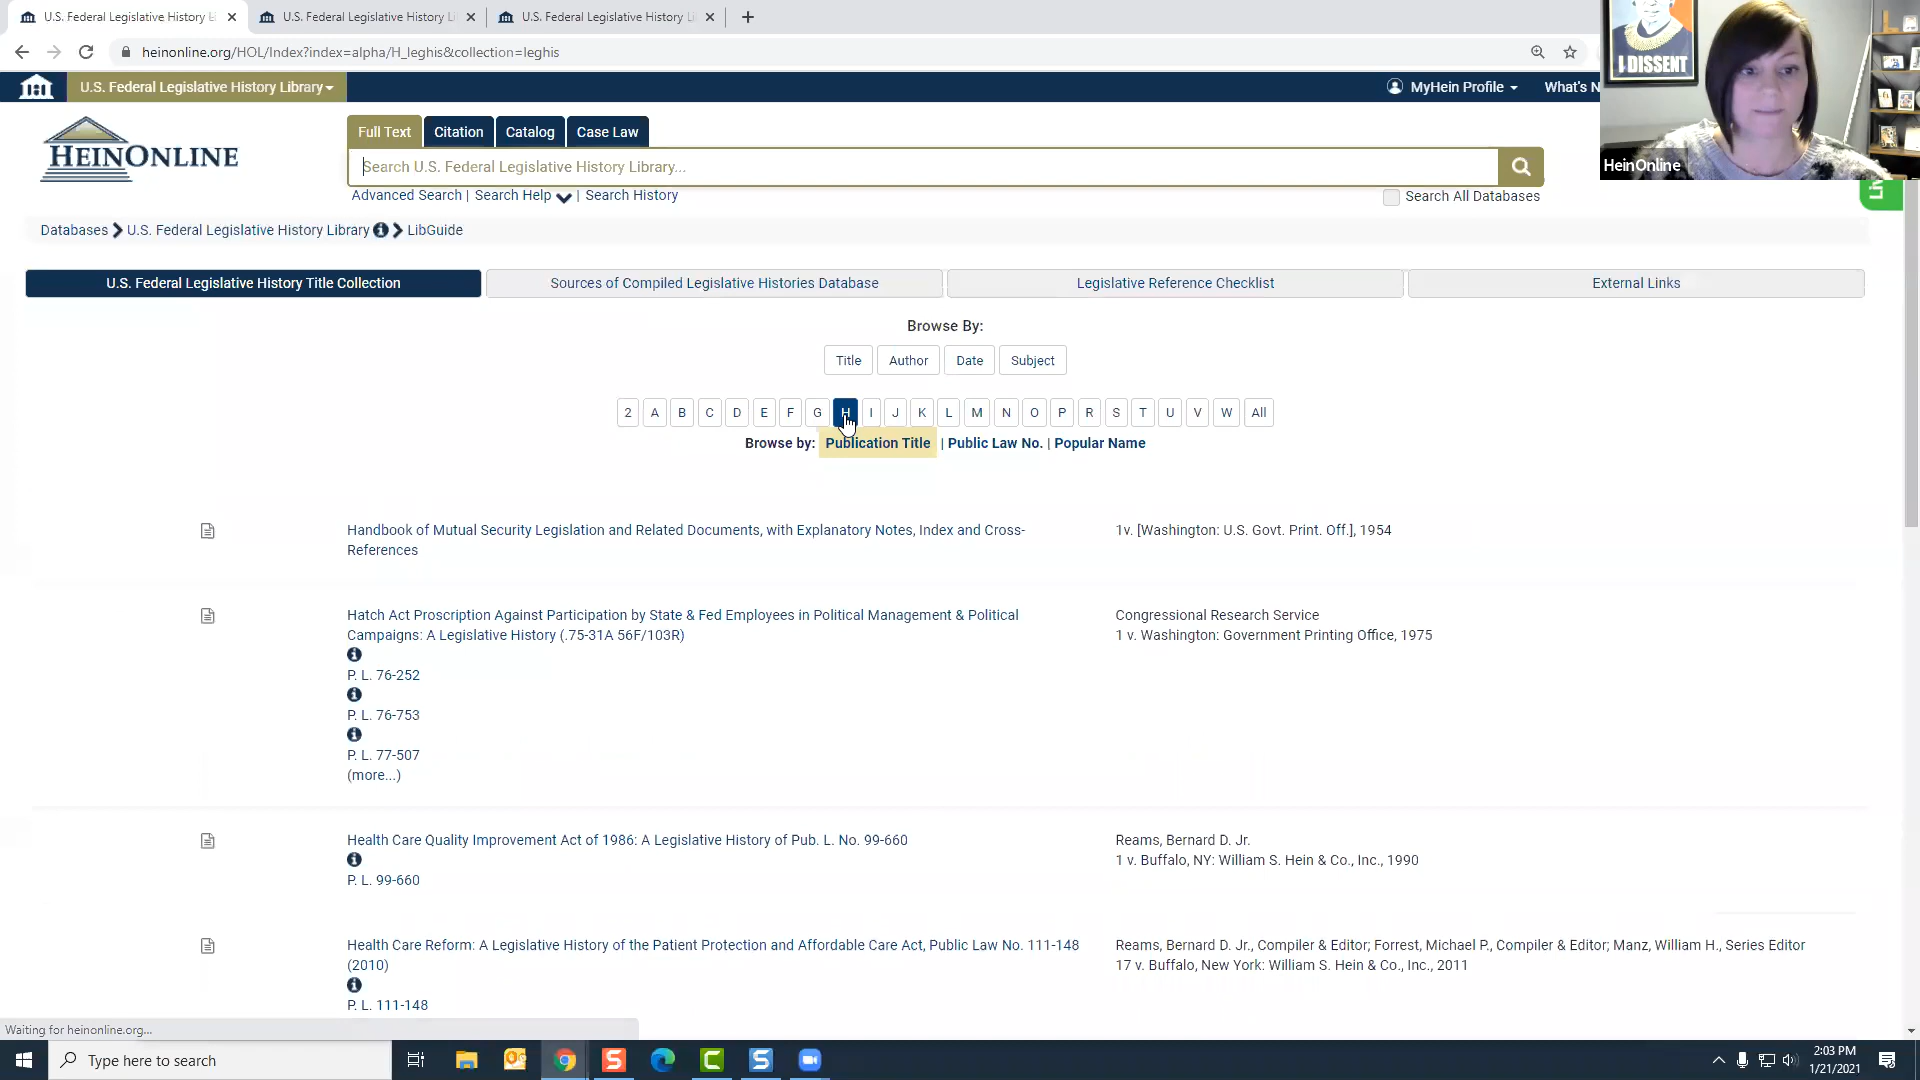 U.S. Federal Legislative History
U.S. Federal Legislative History Li
U.S. Federal Legislative History Li
heinonline.org/HOL/Index?index=alpha/H_leghis&collection=leghis
U.S. Federal Legislative History Library
MyHein Profile
What's N
I DISSENT
HeinOnline
HEINONLINE
Full Text
Citation
Catalog
Case Law
Search U.S. Federal Legislative History Library...
Advanced Search | Search Help | Search History
Search All Databases
Databases > U.S. Federal Legislative History Library > LibGuide
U.S. Federal Legislative History Title Collection
Sources of Compiled Legislative Histories Database
Legislative Reference Checklist
External Links
Browse By:
Title Author Date Subject
2 A B C D E F G H I J K L M N O P R S T U V W All
Browse by: Publication Title | Public Law No. | Popular Name
Handbook of Mutual Security Legislation and Related Documents, with Explanatory Notes, Index and Cross-
References
1v. [Washington: U.S. Govt. Print. Off.], 1954
Hatch Act Proscription Against Participation by State & Fed Employees in Political Management & Political
Campaigns: A Legislative History (.75-31A 56F/103R)
P. L. 76-252
P. L. 76-753
P. L. 77-507
(more...)
Congressional Research Service
1 v. Washington: Government Printing Office, 1975
Health Care Quality Improvement Act of 1986: A Legislative History of Pub. L. No. 99-660
P. L. 99-660
Reams, Bernard D. Jr.
1 v. Buffalo, NY: William S. Hein & Co., Inc., 1990
Health Care Reform: A Legislative History of the Patient Protection and Affordable Care Act, Public Law No. 111-148
(2010)
P. L. 111-148
Reams, Bernard D. Jr., Compiler & Editor; Forrest, Michael P., Compiler & Editor; Manz, William H., Series Editor
17 v. Buffalo, New York: William S. Hein & Co., Inc., 2011
Waiting for heinonline.org...
Type here to search
2:03 PM
1/21/2021